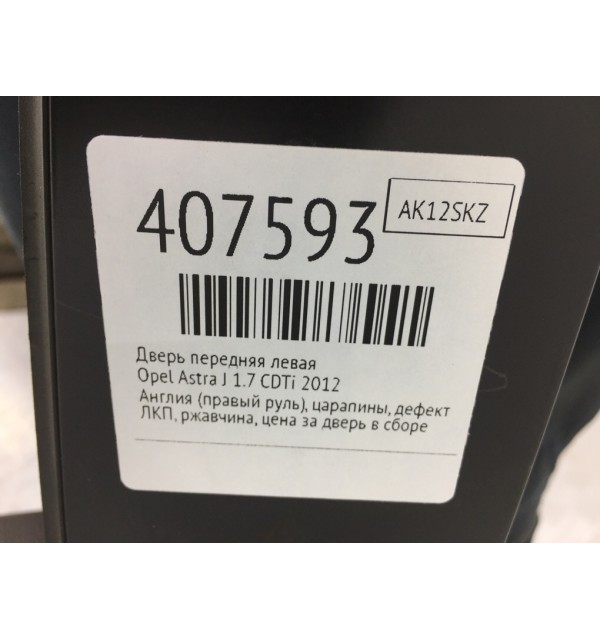 407593
AK12SKZ
Дверь передняя левая
Opel Astra J 1.7 CDTi 2012
Англия (правый руль), царапины, дефект
ЛКП, ржавчина, цена за дверь в сборе